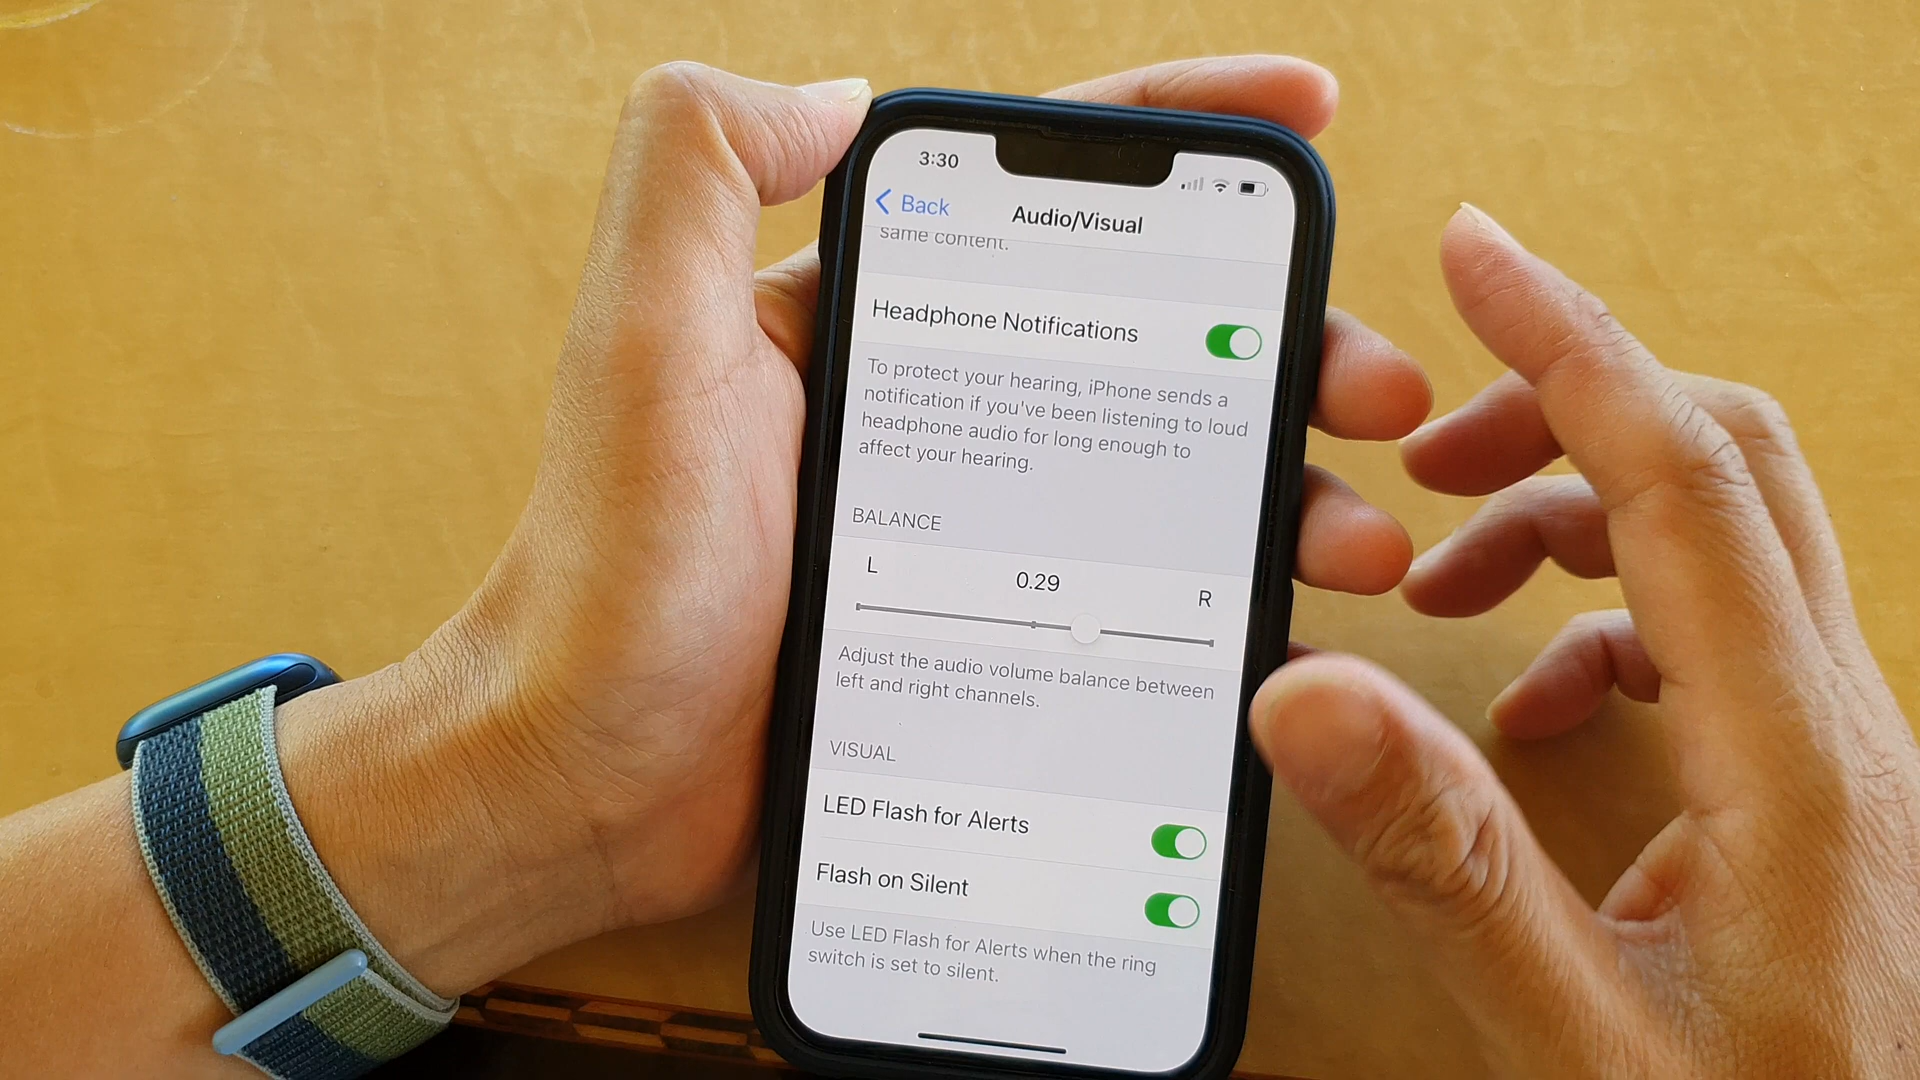 3:30
Back
Audio/Visual
same content.
Headphone Notifications
To protect your hearing, iPhone sends a
notification if you've been listening to loud
headphone audio for long enough to
affect your hearing.
BALANCE
L
0.29
R
Adjust the audio volume balance between
left and right channels.
VISUAL
LED Flash for Alerts
Flash on Silent
Use LED Flash for Alerts when the ring
switch is set to silent.